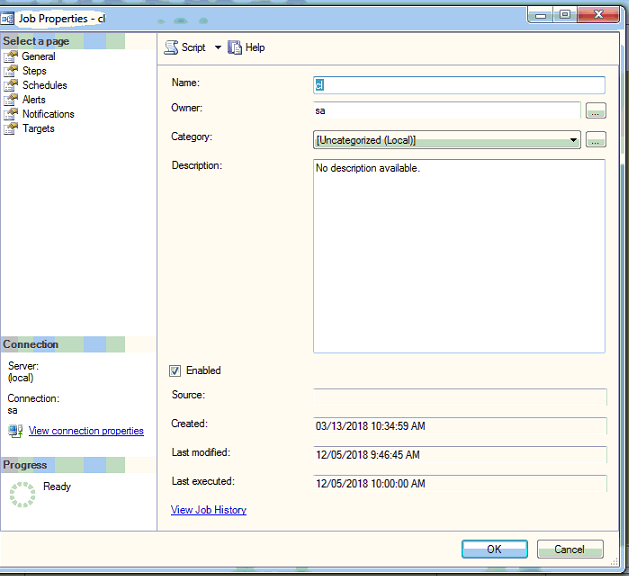 Job Properties - cl
Select a page
General
Steps
Schedules
Alerts
Notifications
Targets
Connection
Server:
(local)
Connection:
sa
View connection properties
Progress
Ready
Script Help
Name: cl
Owner: sa ...
Category: [Uncategorized (Local)] ...
Description: No description available.
Enabled
Source:
Created: 03/13/2018 10:34:59 AM
Last modified: 12/05/2018 9:46:45 AM
Last executed: 12/05/2018 10:00:00 AM
View Job History
OK Cancel